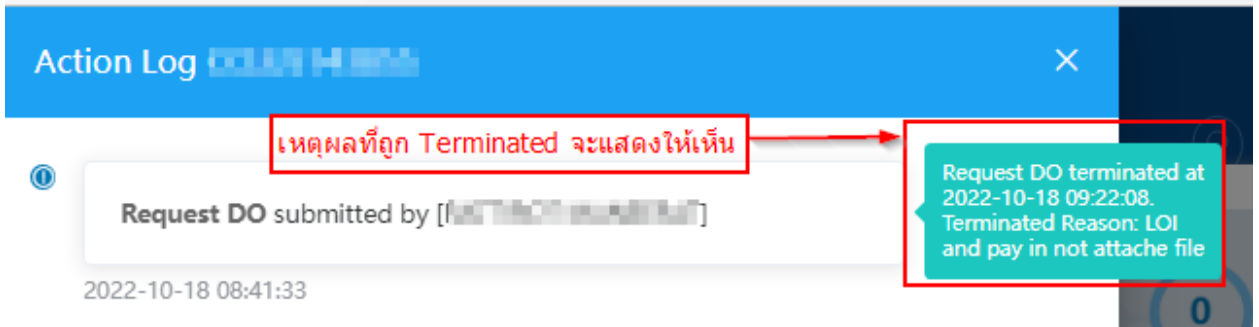 Action Log
เหตุผลที่ถูก Terminated จะแสดงให้เห็น
Request DO terminated at
2022-10-18 09:22:08.
Terminated Reason: LOI
and pay in not attache file
Request DO submitted by [ ]
2022-10-18 08:41:33
0